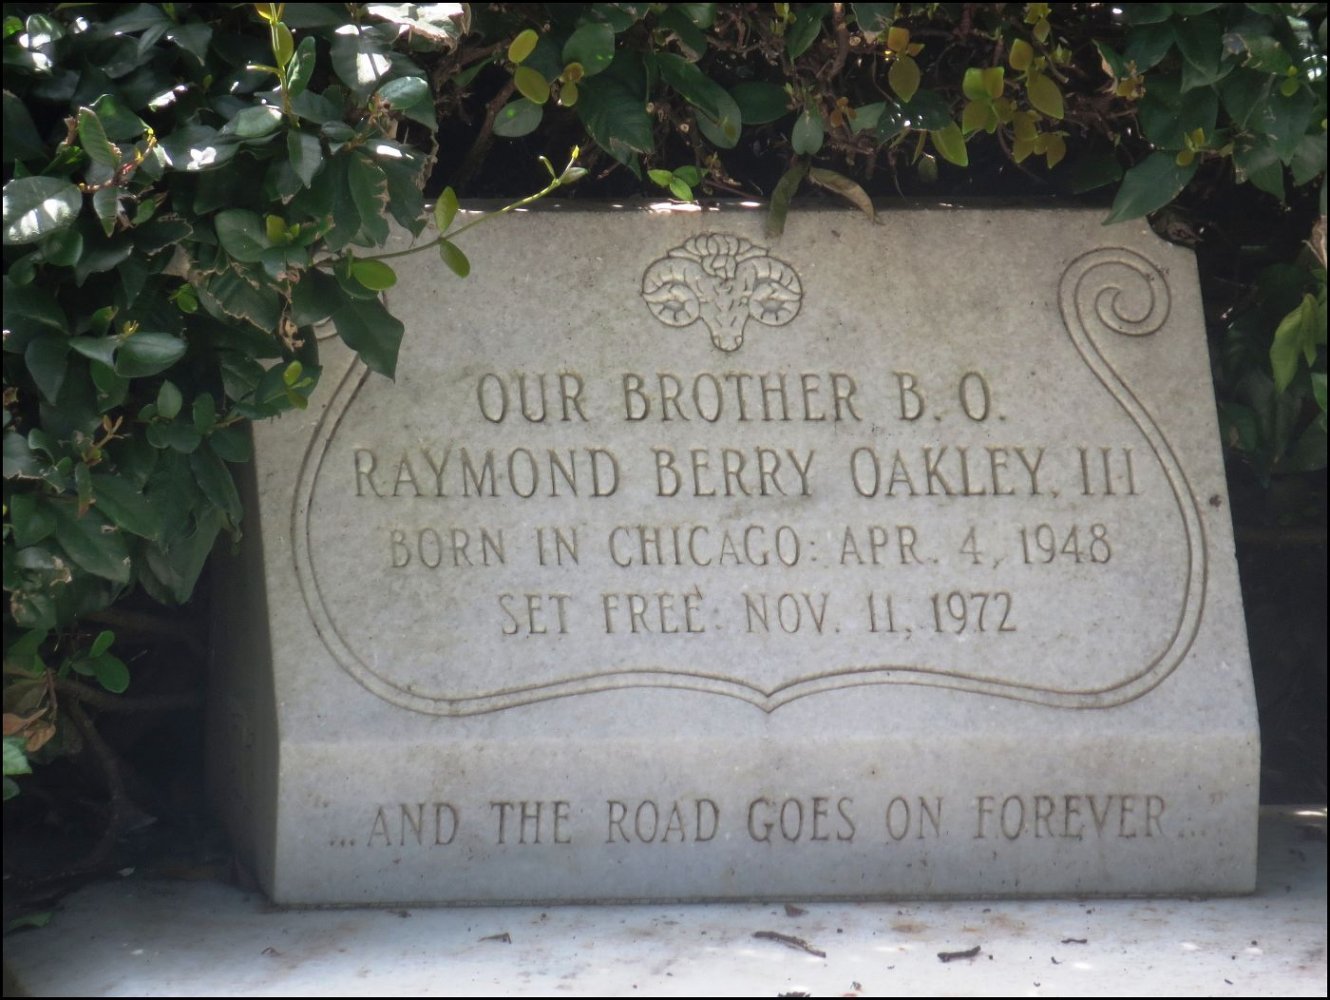 OUR BROTHER B. O.
RAYMOND BERRY OAKLEY, III
BORN IN CHICAGO: APR. 4, 1948
SET FREE: NOV. 11, 1972
"...AND THE ROAD GOES ON FOREVER..."